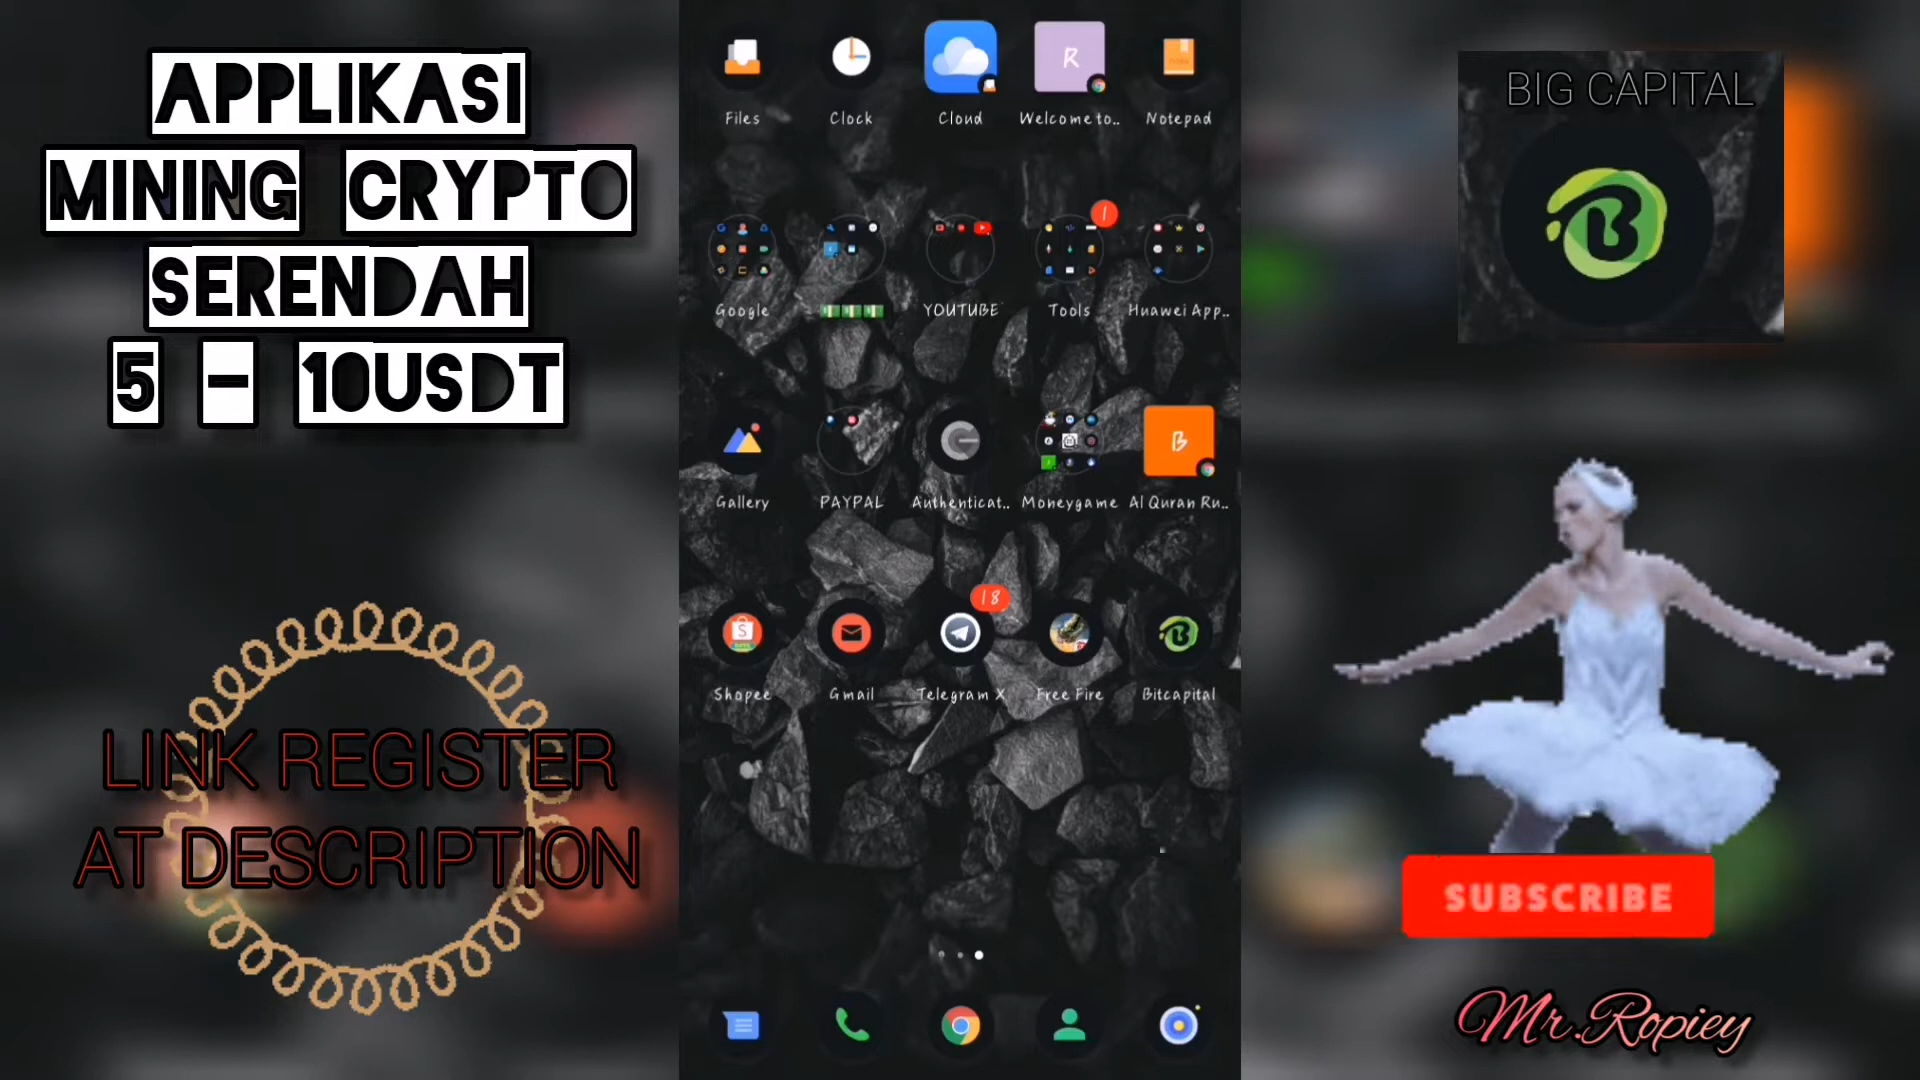 APPLIKASI
MINING CRYPTO
SERENDAH
5 - 10USDT
LINK REGISTER
AT DESCRIPTION
Files
Clock
Cloud
R
Welcome to..
Notepad
1
Google
YOUTUBE
Tools
Huawei App..
B
Gallery
PAYPAL
Authenticat..
Moneygame
Al Quran Ru..
18
Shopee
Gmail
Telegram X
Free Fire
Bitcapital
BIG CAPITAL
B
SUBSCRIBE
Mr.Ropiey